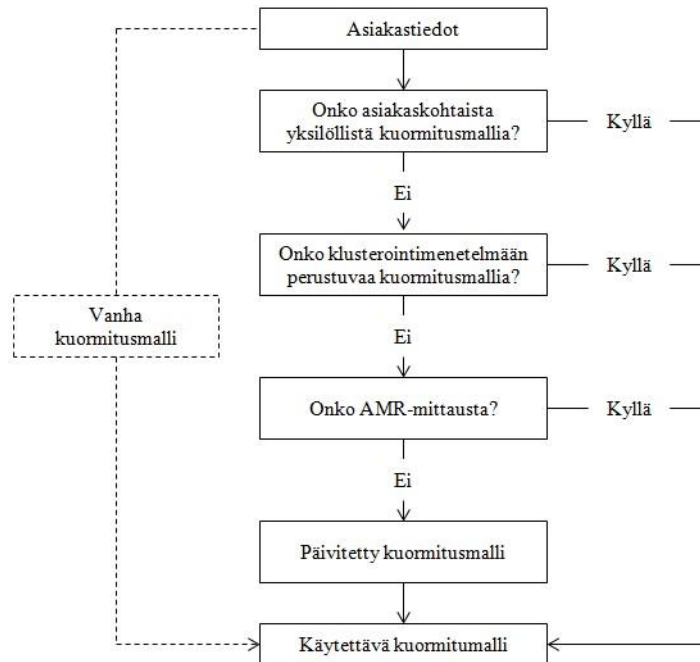 Asiakastiedot
Onko asiakaskohtaista
yksilöllistä kuormitusmallia?
Kyllä
Ei
Onko klusterointimenetelmään
perustuvaa kuormitusmallia?
Kyllä
Vanha
kuormitusmalli
Ei
Onko AMR-mittausta?
Kyllä
Ei
Päivitetty kuormitusmalli
Käytettävä kuormitumalli